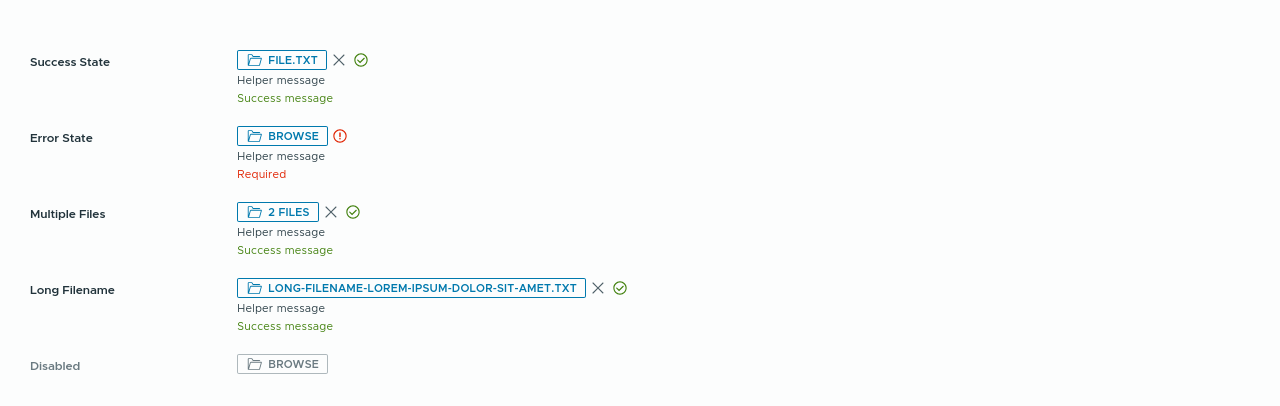 Success State
FILE.TXT
Helper message
Success message
Error State
BROWSE
Helper message
Required
Multiple Files
2 FILES
Helper message
Success message
Long Filename
LONG-FILENAME-LOREM-IPSUM-DOLOR-SIT-AMET.TXT
Helper message
Success message
Disabled
BROWSE